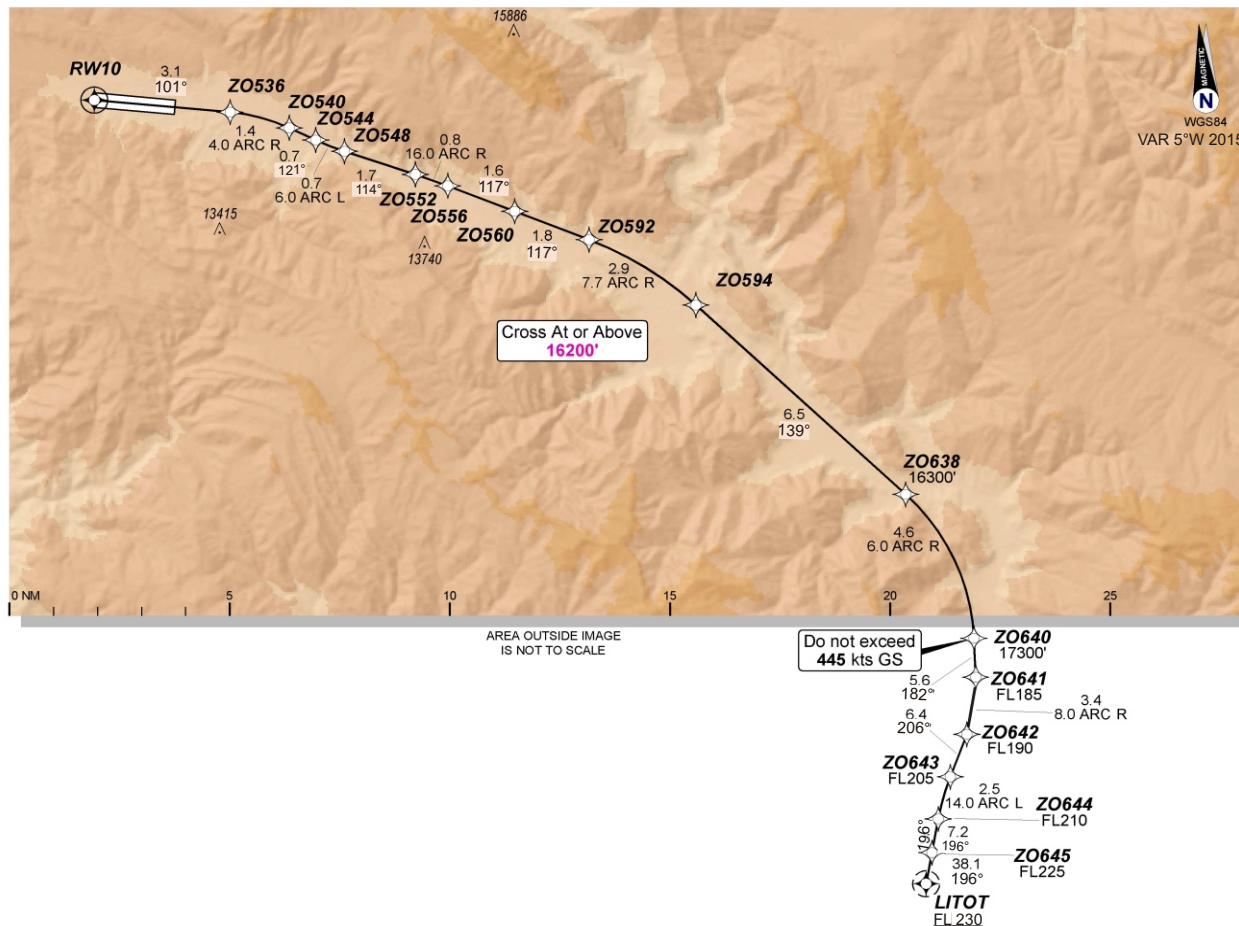 15886
MAGNETIC
N
WGS84
VAR 5°W 2015
RW10
3.1
101°
ZO536
1.4
4.0 ARC R
ZO540
0.7
121°
ZO544
0.7
6.0 ARC L
ZO548
1.7
114°
ZO552
0.8
16.0 ARC R
ZO556
1.6
117°
ZO560
1.8
117°
ZO592
2.9
7.7 ARC R
ZO594
13415
13740
Cross At or Above
16200'
6.5
139°
ZO638
16300'
4.6
6.0 ARC R
0 NM
5
10
15
20
25
AREA OUTSIDE IMAGE
IS NOT TO SCALE
Do not exceed
445 kts GS
ZO640
17300'
5.6
182°
ZO641
FL185
3.4
8.0 ARC R
6.4
206°
ZO642
FL190
ZO643
FL205
2.5
14.0 ARC L
ZO644
FL210
196°
7.2
196°
ZO645
FL225
38.1
196°
LITOT
FL230